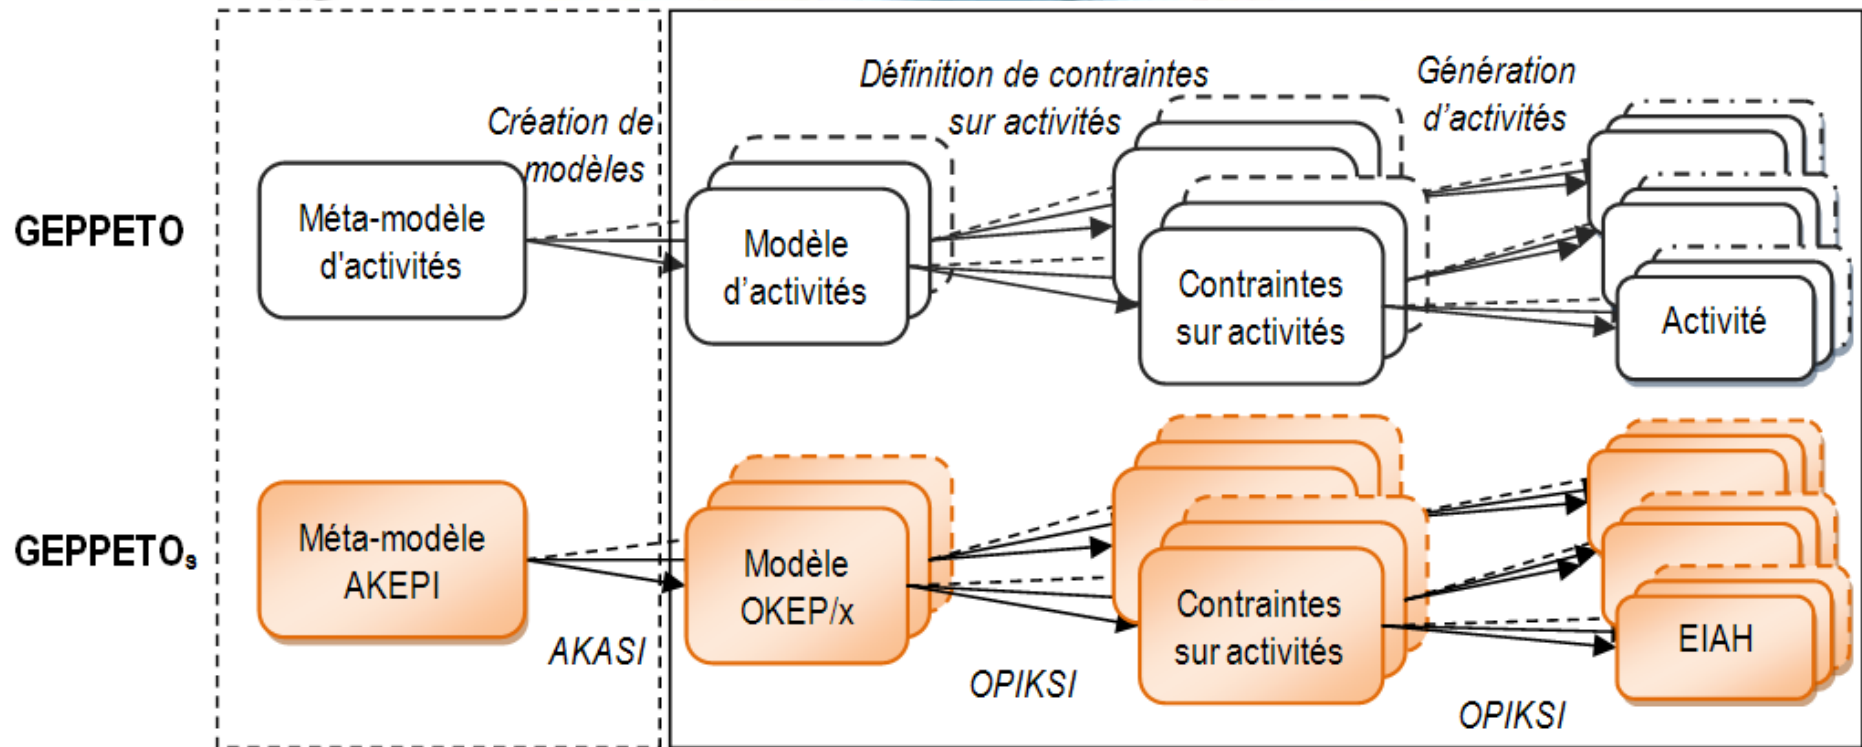 Création de
modèles
Définition de contraintes
sur activités
Génération
d'activités
GEPPETO
Méta-modèle
d'activités
Modèle
d'activités
Contraintes
sur activités
Activité
GEPPETOs
Méta-modèle
AKEPI
Modèle
OKEP/x
Contraintes
sur activités
EIAH
AKASI
OPIKSI
OPIKSI